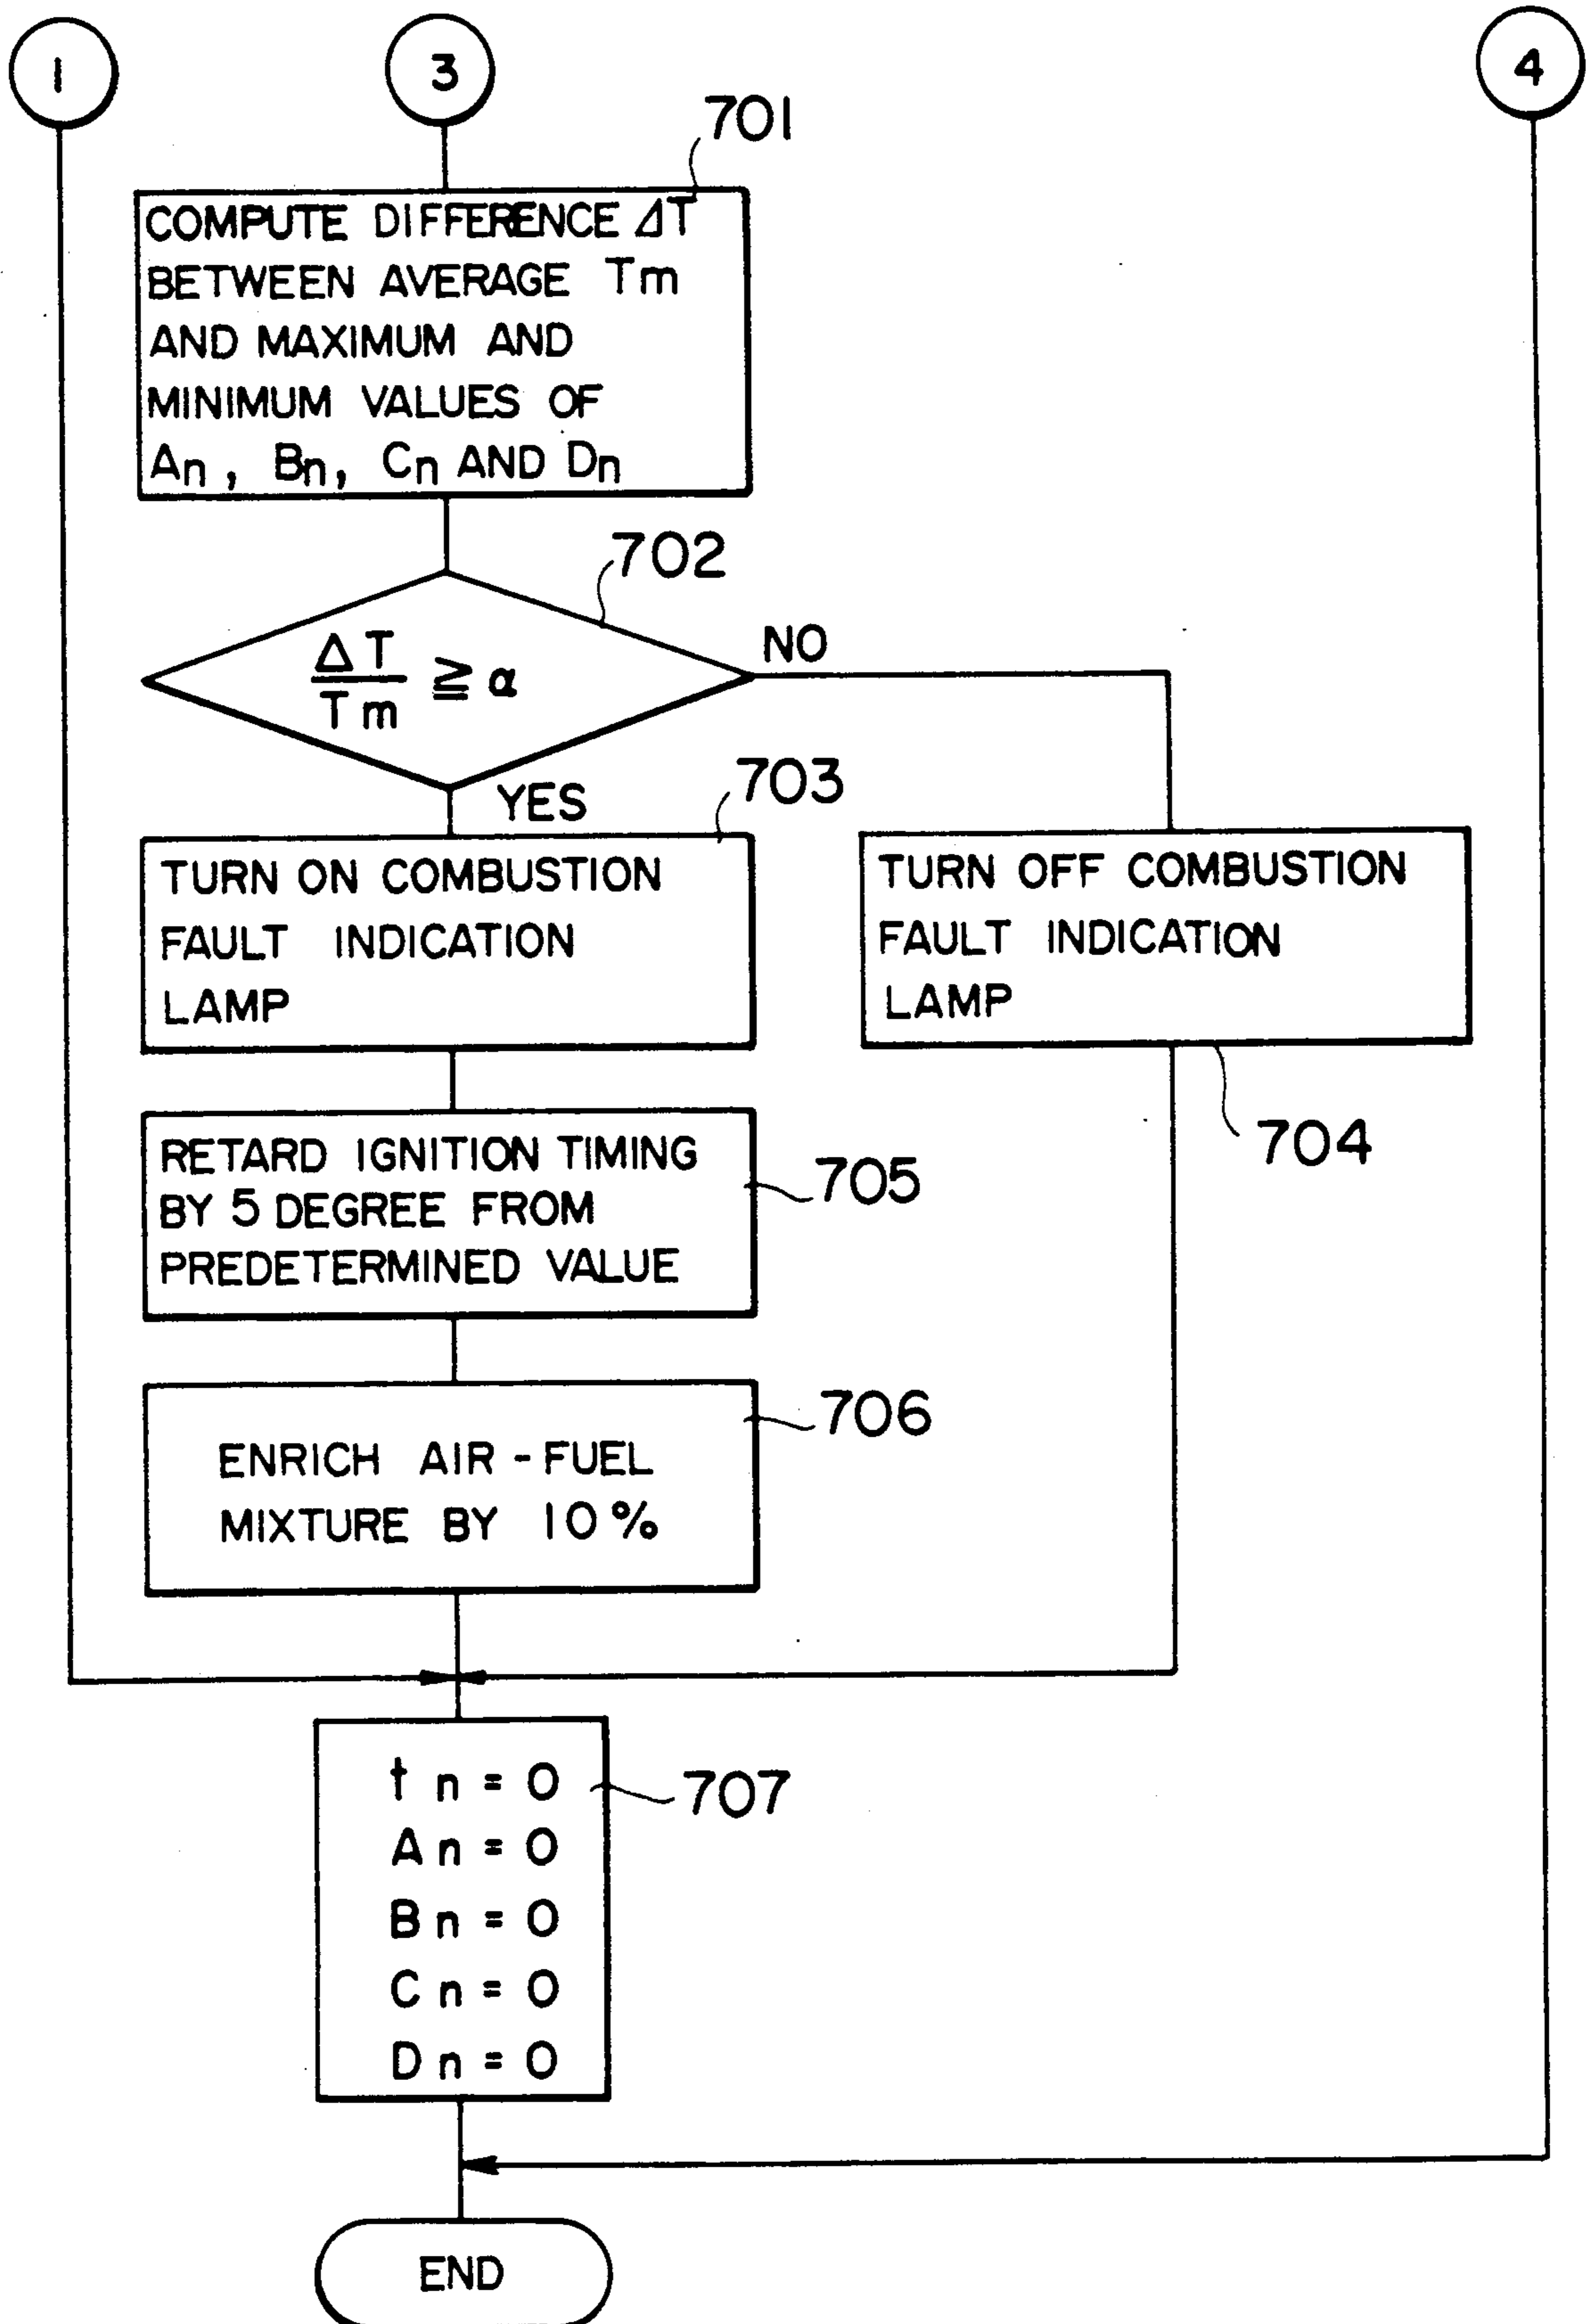 1
3
4
701
COMPUTE DIFFERENCE ΔT
BETWEEN AVERAGE Tm
AND MAXIMUM AND
MINIMUM VALUES OF
An, Bn, Cn AND Dn
702
ΔT
Tm
≧ α
NO
YES
703
TURN ON COMBUSTION
FAULT INDICATION
LAMP
TURN OFF COMBUSTION
FAULT INDICATION
LAMP
704
RETARD IGNITION TIMING
BY 5 DEGREE FROM
PREDETERMINED VALUE
705
706
ENRICH AIR-FUEL
MIXTURE BY 10%
tn = 0
An = 0
Bn = 0
Cn = 0
Dn = 0
707
END